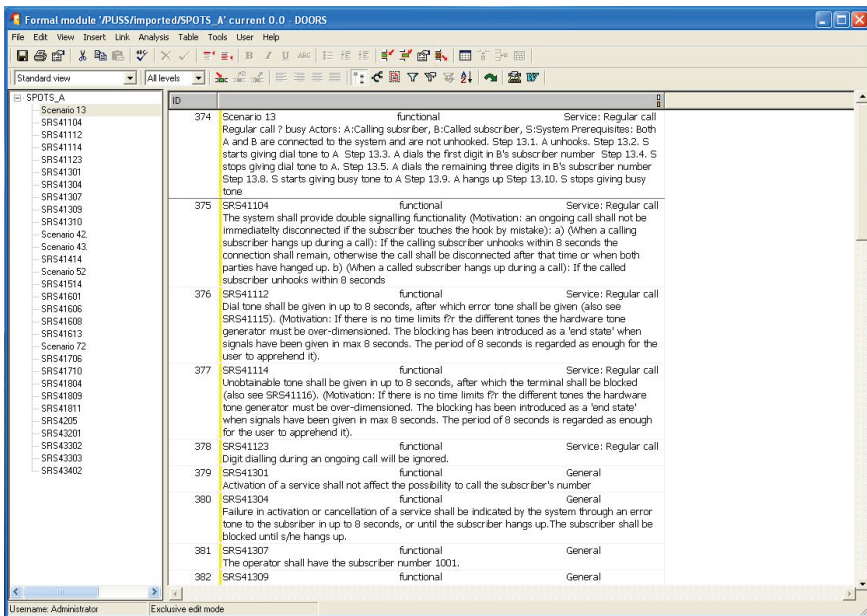 Formal module '/PUSS/imported/SPOTS_A' current 0.0 - DOORS
File Edit View Insert Link Analysis Table Tools User Help
Standard view All levels
SPOTS_A
Scenario 13
SRS41104
SRS41112
SRS41114
SRS41123
SRS41301
SRS41304
SRS41307
SRS41309
SRS41310
Scenario 42.
Scenario 43.
SRS41414
Scenario 52
SRS41514
SRS41601
SRS41606
SRS41608
SRS41613
Scenario 72
SRS41706
SRS41710
SRS41804
SRS41809
SRS41811
SRS4205
SRS43201
SRS43302
SRS43303
SRS43402
ID
374 Scenario 13 functional Service: Regular call
Regular call ? busy Actors: A:Calling subsriber, B:Called subscriber, S:System Prerequisites: Both
A and B are connected to the system and are not unhooked. Step 13.1. A unhooks. Step 13.2. S
starts giving dial tone to A Step 13.3. A dials the first digit in B's subscriber number Step 13.4. S
stops giving dial tone to A. Step 13.5. A dials the remaining three digits in B's subscriber number
Step 13.8. S starts giving busy tone to A Step 13.9. A hangs up Step 13.10. S stops giving busy
tone
375 SRS41104 functional Service: Regular call
The system shall provide double signalling functionality (Motivation: an ongoing call shall not be
immediatelty disconnected if the subscriber touches the hook by mistake): a) (When a calling
subscriber hangs up during a call): If the calling subscriber unhooks within 8 seconds the
connection shall remain, otherwise the call shall be disconnected after that time or when both
parties have hanged up. b) (When a called subscriber hangs up during a call): If the called
subscriber unhooks within 8 seconds
376 SRS41112 functional Service: Regular call
Dial tone shall be given in up to 8 seconds, after which error tone shall be given (also see
SRS41115). (Motivation: If there is no time limits f?r the different tones the hardware tone
generator must be over-dimensioned. The blocking has been introduced as a 'end state' when
signals have been given in max 8 seconds. The period of 8 seconds is regarded as enough for the
user to apprehend it).
377 SRS41114 functional Service: Regular call
Unobtainable tone shall be given in up to 8 seconds, after which the terminal shall be blocked
(also see SRS41116). (Motivation: If there is no time limits f?r the different tones the hardware
tone generator must be over-dimensioned. The blocking has been introduced as a 'end state'
when signals have been given in max 8 seconds. The period of 8 seconds is regarded as enough
for the user to apprehend it).
378 SRS41123 functional Service: Regular call
Digit dialling during an ongoing call will be ignored.
379 SRS41301 functional General
Activation of a service shall not affect the possibility to call the subscriber's number
380 SRS41304 functional General
Failure in activation or cancellation of a service shall be indicated by the system through an error
tone to the subsriber in up to 8 seconds, or until the subscriber hangs up.The subscriber shall be
blocked until s/he hangs up.
381 SRS41307 functional General
The operator shall have the subscriber number 1001.
382 SRS41309 functional General
Username: Administrator Exclusive edit mode